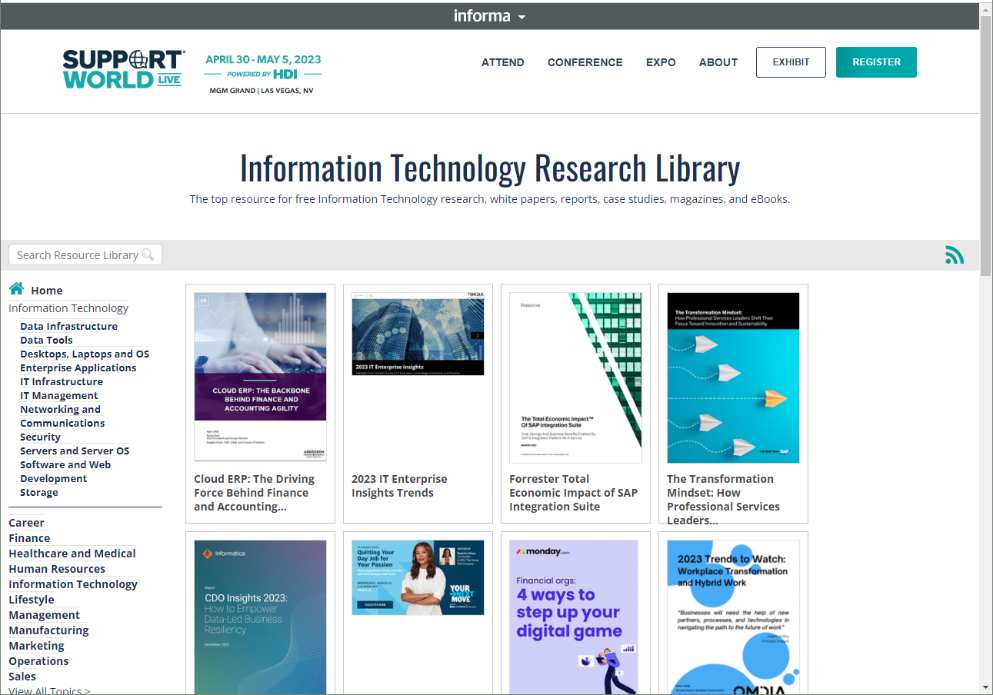 informa
SUPPORT
WORLD LIVE
APRIL 30 - MAY 5, 2023
POWERED BY HDI
MGM GRAND | LAS VEGAS, NV
ATTEND
CONFERENCE
EXPO
ABOUT
EXHIBIT
REGISTER
Information Technology Research Library
The top resource for free Information Technology research, white papers, reports, case studies, magazines, and eBooks.
Search Resource Library
Home
Information Technology
Data Infrastructure
Data Tools
Desktops, Laptops and OS
Enterprise Applications
IT Infrastructure
IT Management
Networking and
Communications
Security
Servers and Server OS
Software and Web
Development
Storage
Career
Finance
Healthcare and Medical
Human Resources
Information Technology
Lifestyle
Management
Manufacturing
Marketing
Operations
Sales
View All Topics >
CLOUD ERP: THE BACKBONE
BEHIND FINANCE AND
ACCOUNTING AGILITY
Cloud ERP: The Driving
Force Behind Finance
and Accounting...
2023 IT Enterprise Insights
2023 IT Enterprise
Insights Trends
The Total Economic Impact™
Of SAP Integration Suite
Forrester Total
Economic Impact of SAP
Integration Suite
The Transformation Mindset:
How Professional Services Leaders Shift Their
Focus Toward Innovation and Sustainability
The Transformation
Mindset: How
Professional Services
Leaders...
Informatica
CDO Insights 2023:
How to Empower
Data-Led Business
Resiliency
Quitting Your
Day Job for
Your Passion
YOUR
NEXT
MOVE
monday.com
Financial orgs:
4 ways to
step up your
digital game
2023 Trends to Watch:
Workplace Transformation
and Hybrid Work
"Businesses will need the help of new
partners, processes, and technologies in
navigating the path to the future of work"
OMDIA